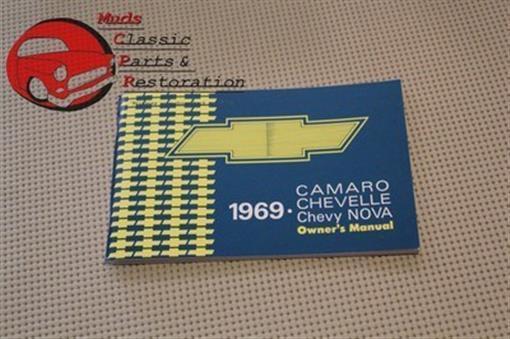 Muds
Classic
Parts &
Restoration
1969 · CAMARO
CHEVELLE
Chevy NOVA
Owner's Manual